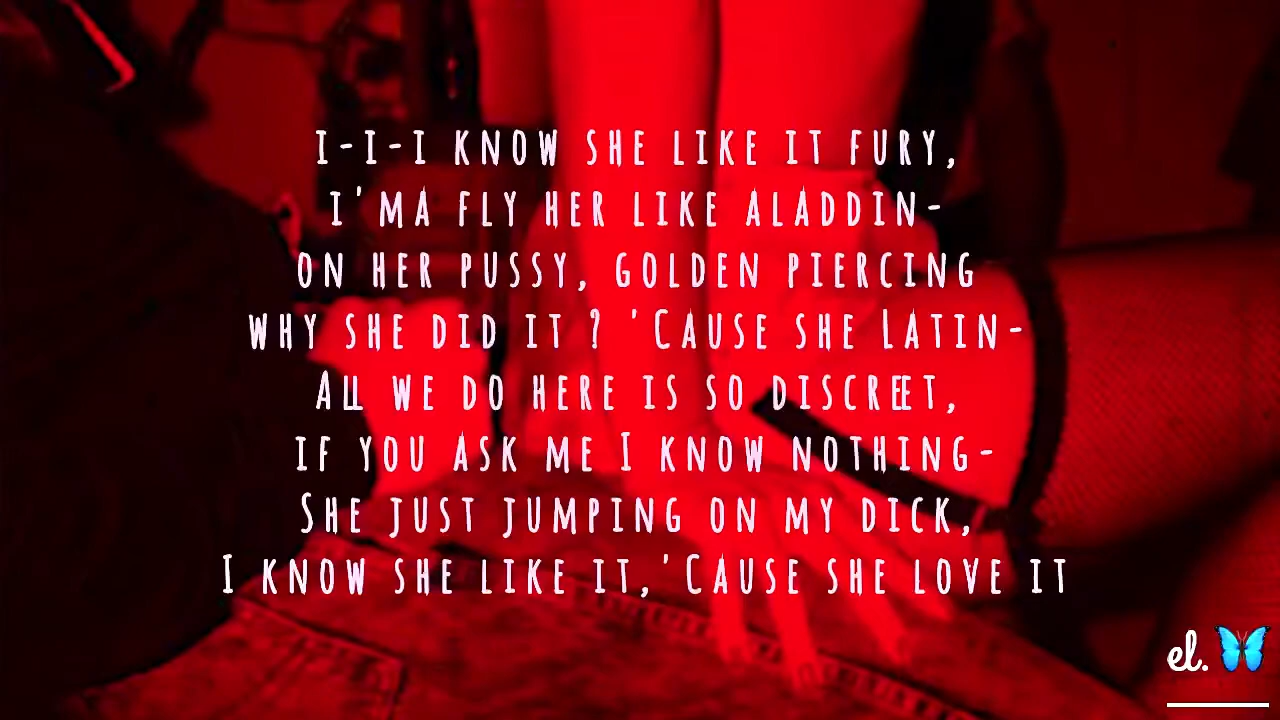 I-I-I KNOW SHE LIKE IT FURY,
I'MA FLY HER LIKE ALADDIN-
ON HER PUSSY, GOLDEN PIERCING
WHY SHE DID IT ? 'CAUSE SHE LATIN-
ALL WE DO HERE IS SO DISCREET,
IF YOU ASK ME I KNOW NOTHING-
SHE JUST JUMPING ON MY DICK,
I KNOW SHE LIKE IT,'CAUSE SHE LOVE IT
el.